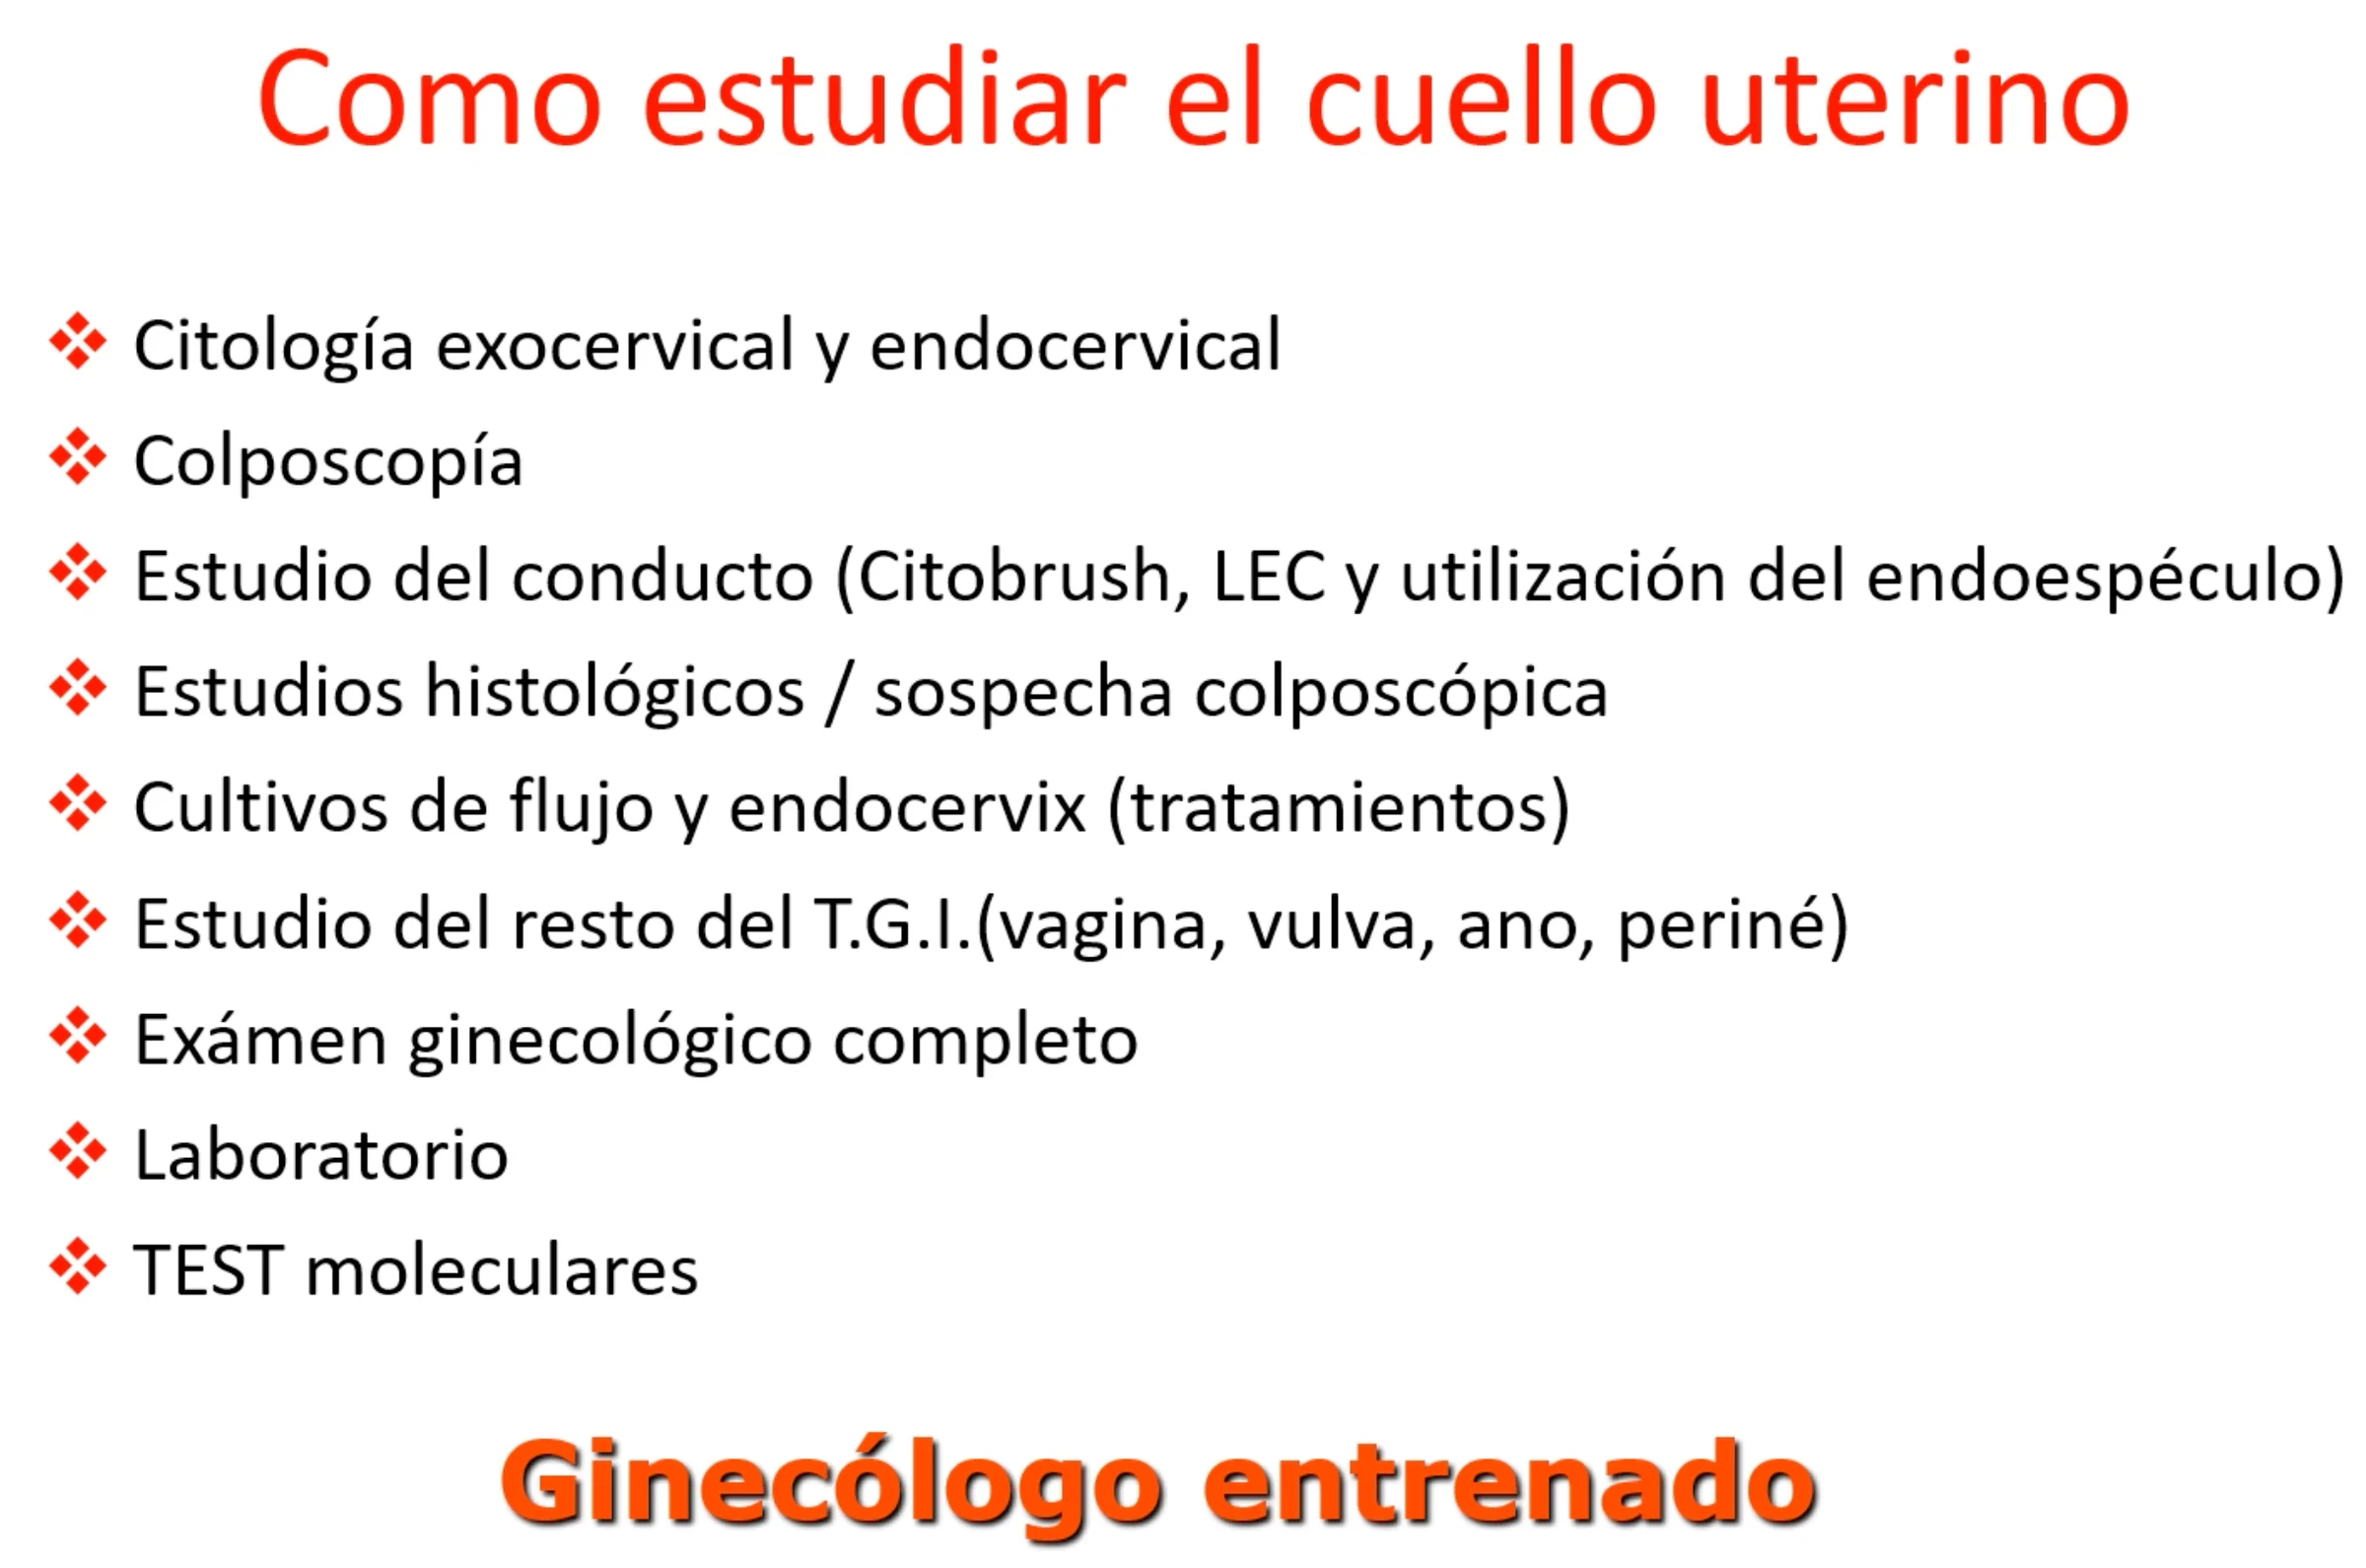 Como estudiar el cuello uterino
Citología exocervical y endocervical
Colposcopía
Estudio del conducto (Citobrush, LEC y utilización del endoespéculo)
Estudios histológicos / sospecha colposcópica
Cultivos de flujo y endocervix (tratamientos)
Estudio del resto del T.G.I.(vagina, vulva, ano, periné)
Exámen ginecológico completo
Laboratorio
TEST moleculares
Ginecólogo entrenado